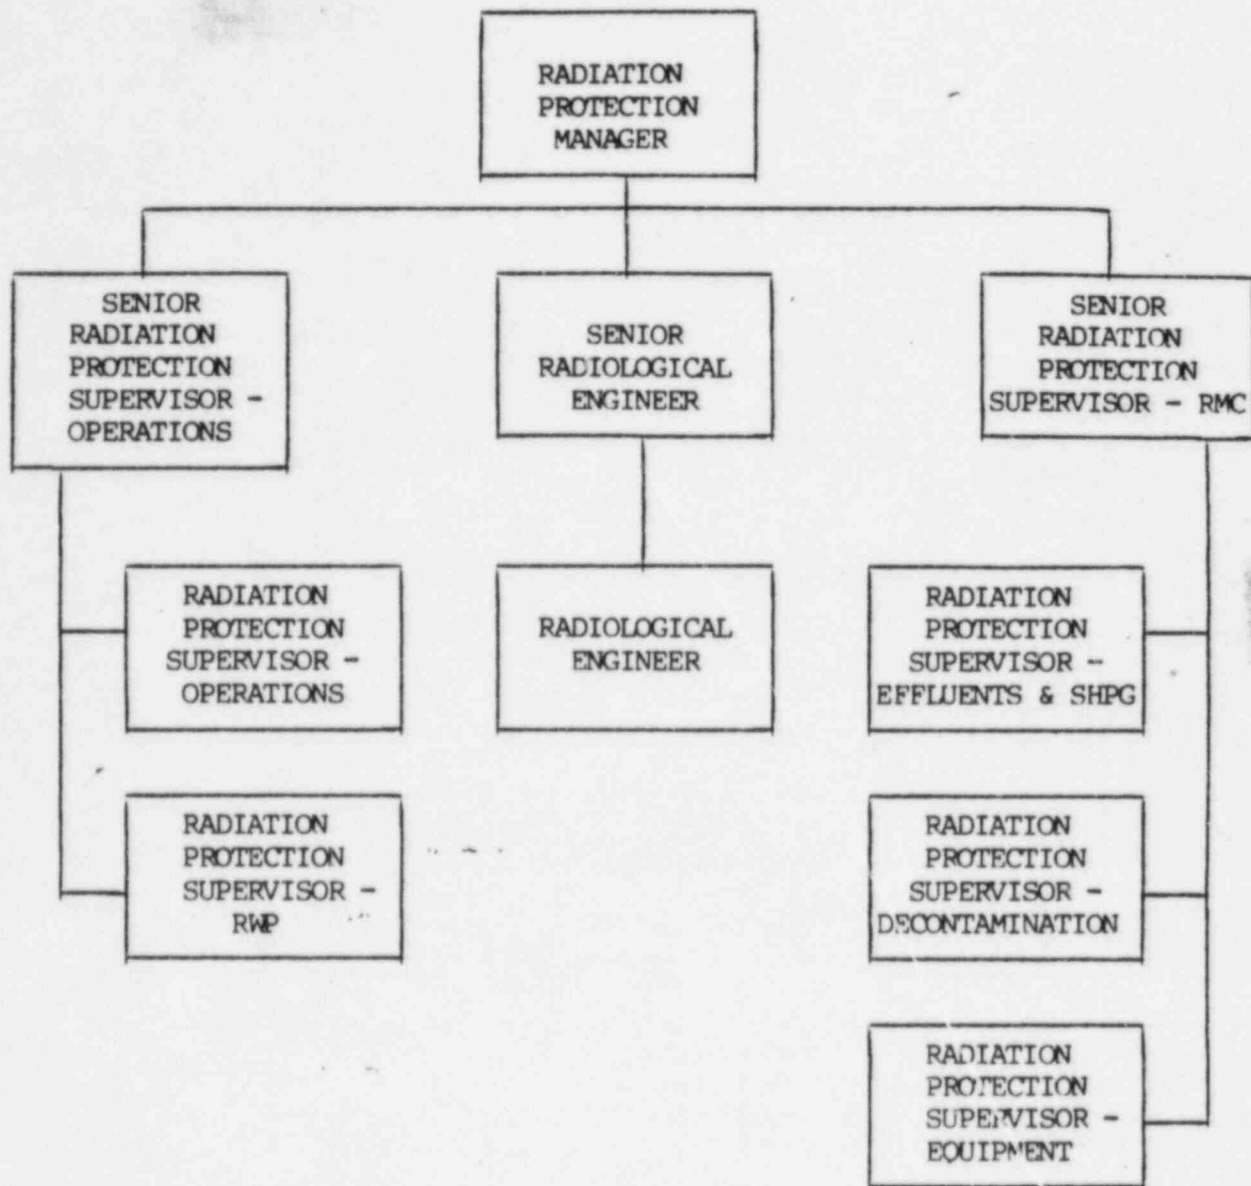 RADIATION
PROTECTION
MANAGER
SENIOR
RADIATION
PROTECTION
SUPERVISOR -
OPERATIONS
SENIOR
RADIOLOGICAL
ENGINEER
SENIOR
RADIATION
PROTECTION
SUPERVISOR - RMC
RADIATION
PROTECTION
SUPERVISOR -
OPERATIONS
RADIOLOGICAL
ENGINEER
RADIATION
PROTECTION
SUPERVISOR -
EFFLUENTS & SHPG
RADIATION
PROTECTION
SUPERVISOR -
RWP
RADIATION
PROTECTION
SUPERVISOR -
DECONTAMINATION
RADIATION
PROTECTION
SUPERVISOR -
EQUIPMENT